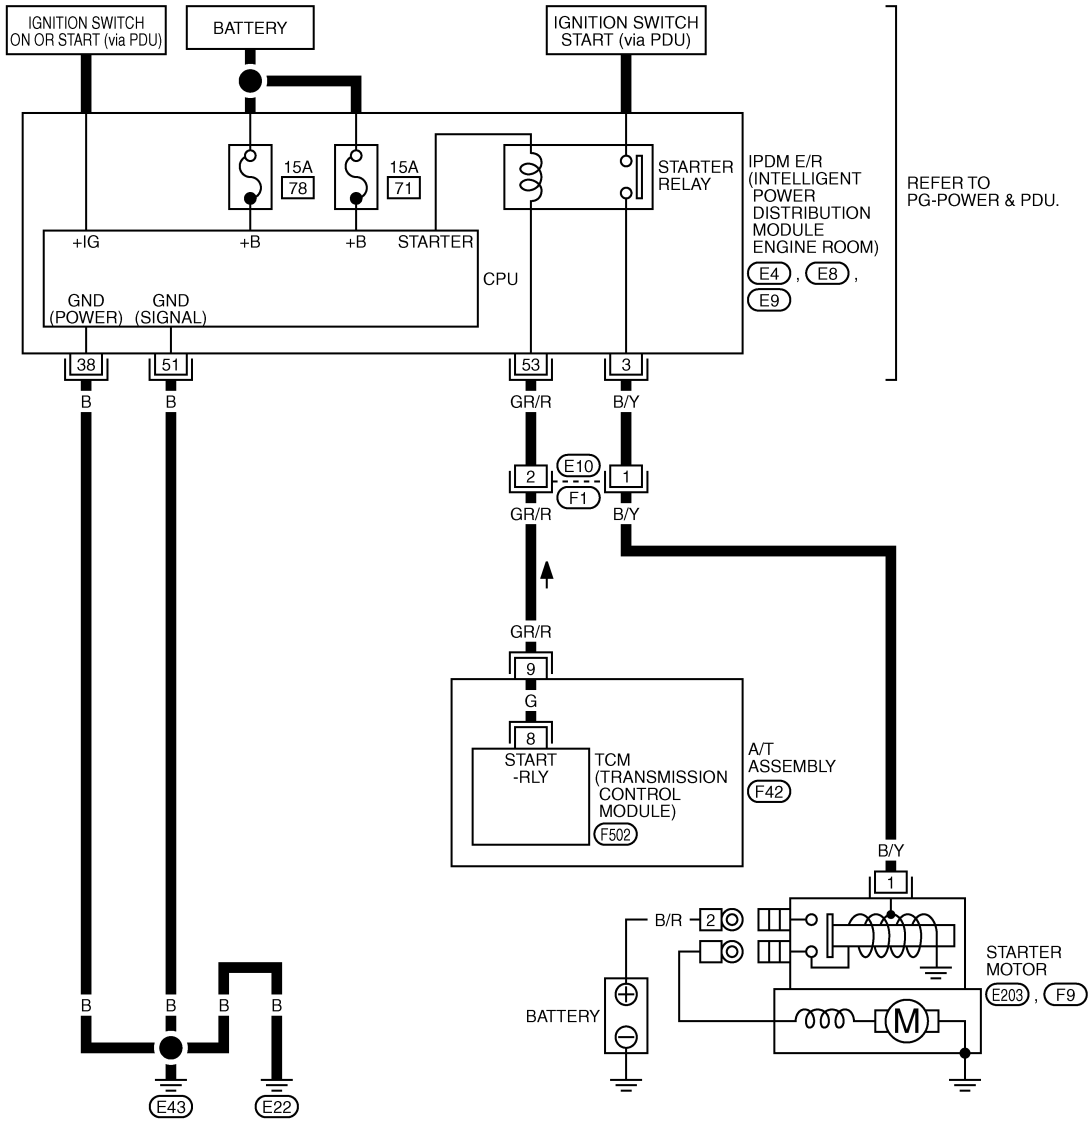 IGNITION SWITCH
ON OR START (via PDU)
BATTERY
IGNITION SWITCH
START (via PDU)
15A
78
15A
71
STARTER
RELAY
IPDM E/R
(INTELLIGENT
POWER
DISTRIBUTION
MODULE
ENGINE ROOM)
E4 , E8 ,
E9
REFER TO
PG-POWER & PDU.
+IG
+B
+B
STARTER
CPU
GND
(POWER)
GND
(SIGNAL)
38
51
53
3
B
B
GR/R
B/Y
2
E10
F1
1
GR/R
B/Y
GR/R
9
G
8
START
-RLY
TCM
(TRANSMISSION
CONTROL
MODULE)
F502
A/T
ASSEMBLY
F42
B/Y
1
B/R
2
STARTER
MOTOR
E203 , F9
BATTERY
M
B
B
B
B
E43
E22